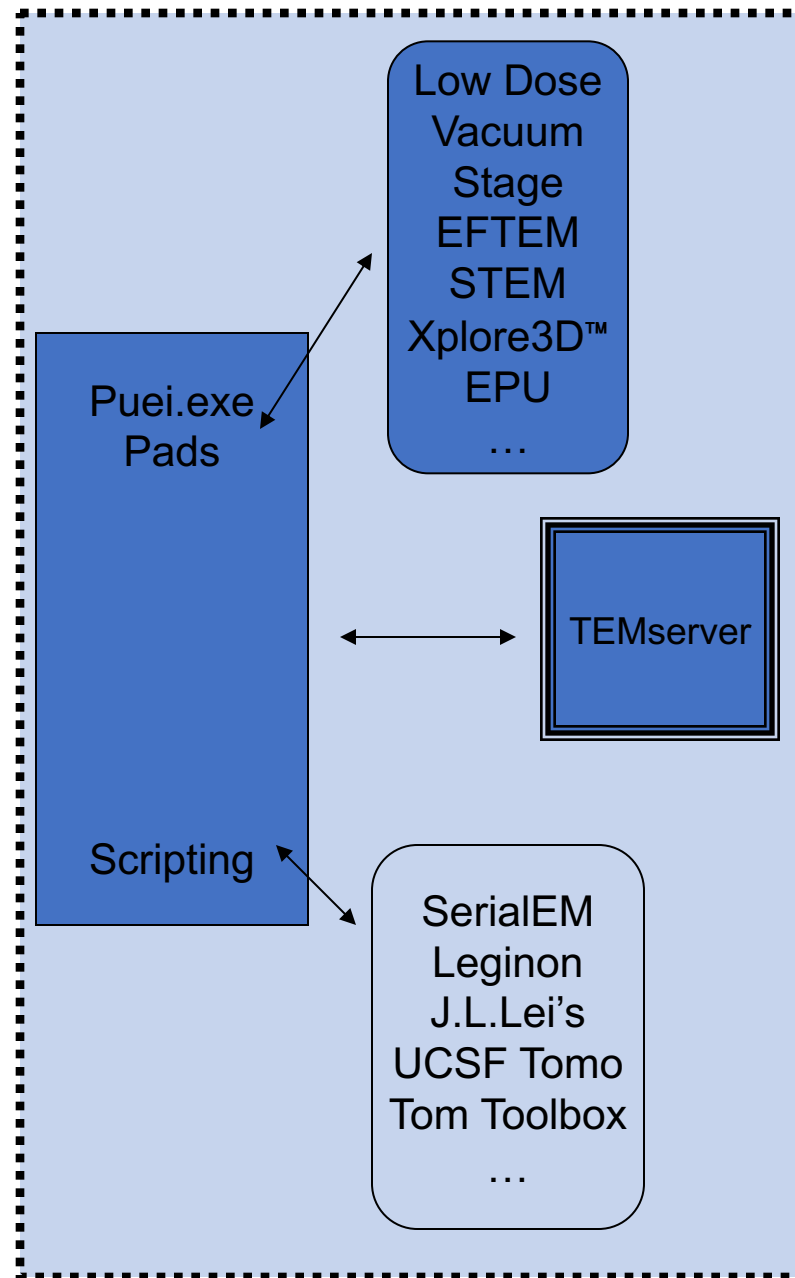 Low Dose
Vacuum
Stage
EFTEM
STEM
Xplore3D™
EPU
…
Puei.exe
Pads
TEMserver
Scripting
SerialEM
Leginon
J.L.Lei’s
UCSF Tomo
Tom Toolbox
…